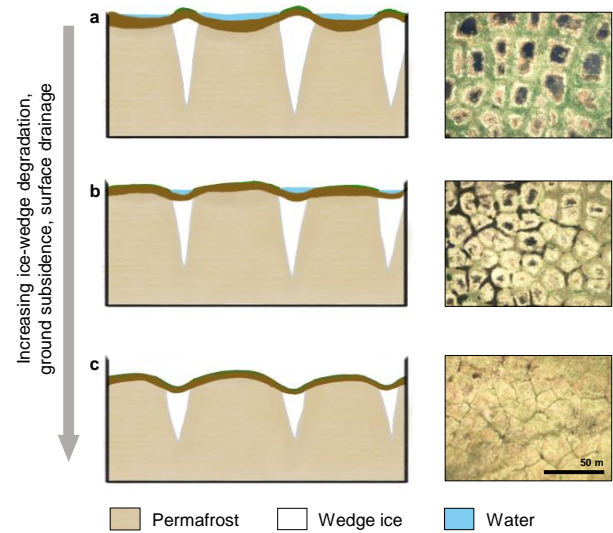 a
b
c
Increasing ice-wedge degradation,
ground subsidence, surface drainage
50 m
Permafrost
Wedge ice
Water